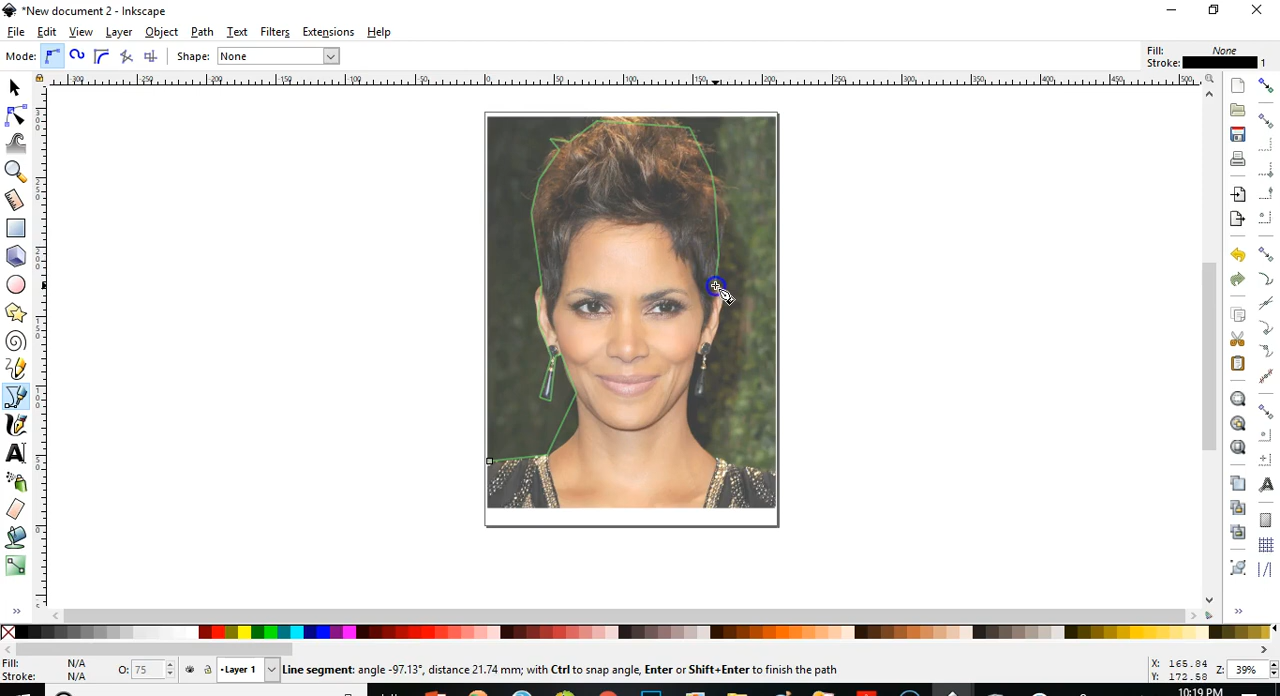 *New document 2 - Inkscape
File Edit View Layer Object Path Text Filters Extensions Help
Mode: Shape: None
Fill: None
Stroke: 1
Fill: N/A
Stroke: N/A
O: 75
•Layer 1
Line segment: angle -97.13°, distance 21.74 mm; with Ctrl to snap angle, Enter or Shift+Enter to finish the path
X: 165.84
Y: 172.58
Z: 39%
10:19 PM